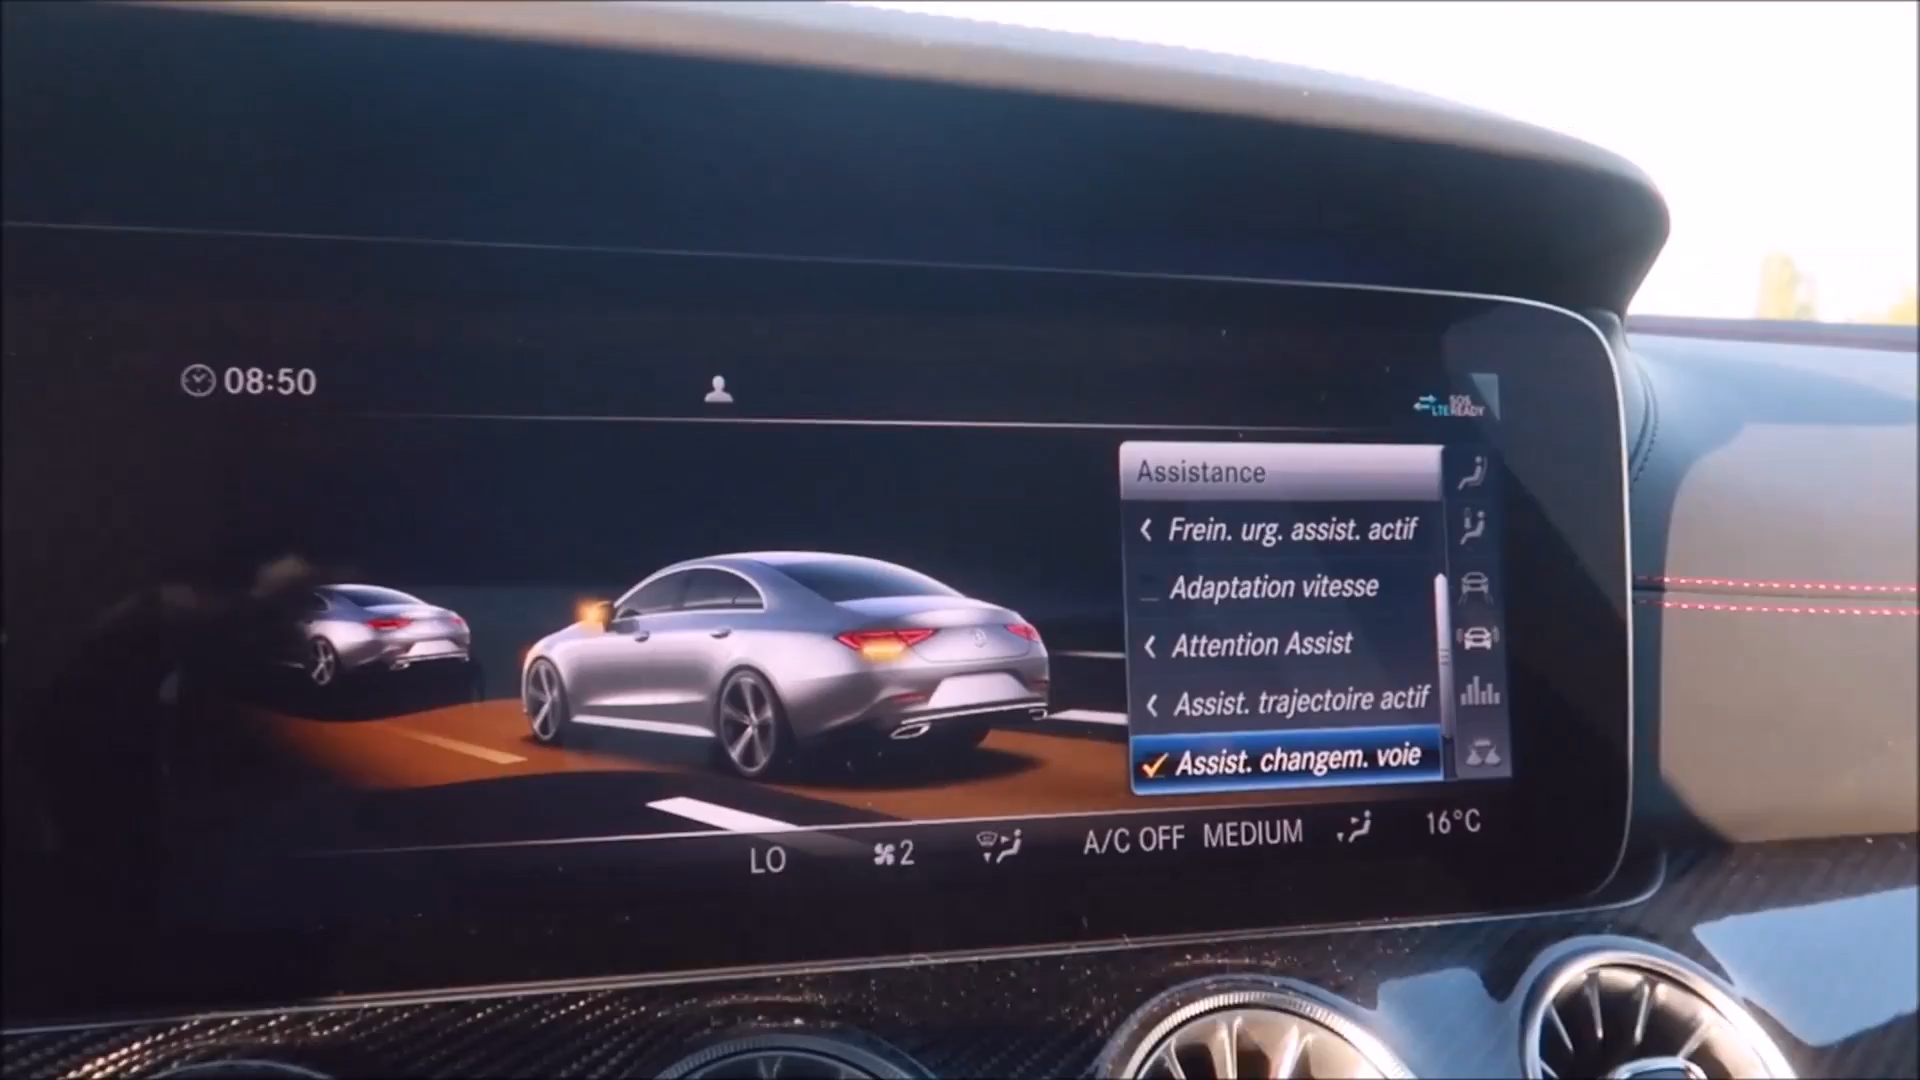 08:50
SOS
LTE READY
Assistance
Frein. urg. assist. actif
Adaptation vitesse
Attention Assist
Assist. trajectoire actif
Assist. changem. voie
LO 2 A/C OFF MEDIUM 16°C